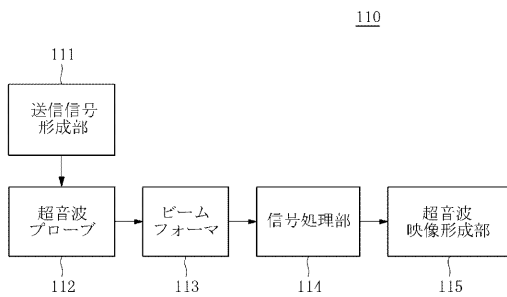 110
111
送信信号
形成部
超音波
プローブ
ビーム
フォーマ
信号処理部
超音波
映像形成部
112
113
114
115